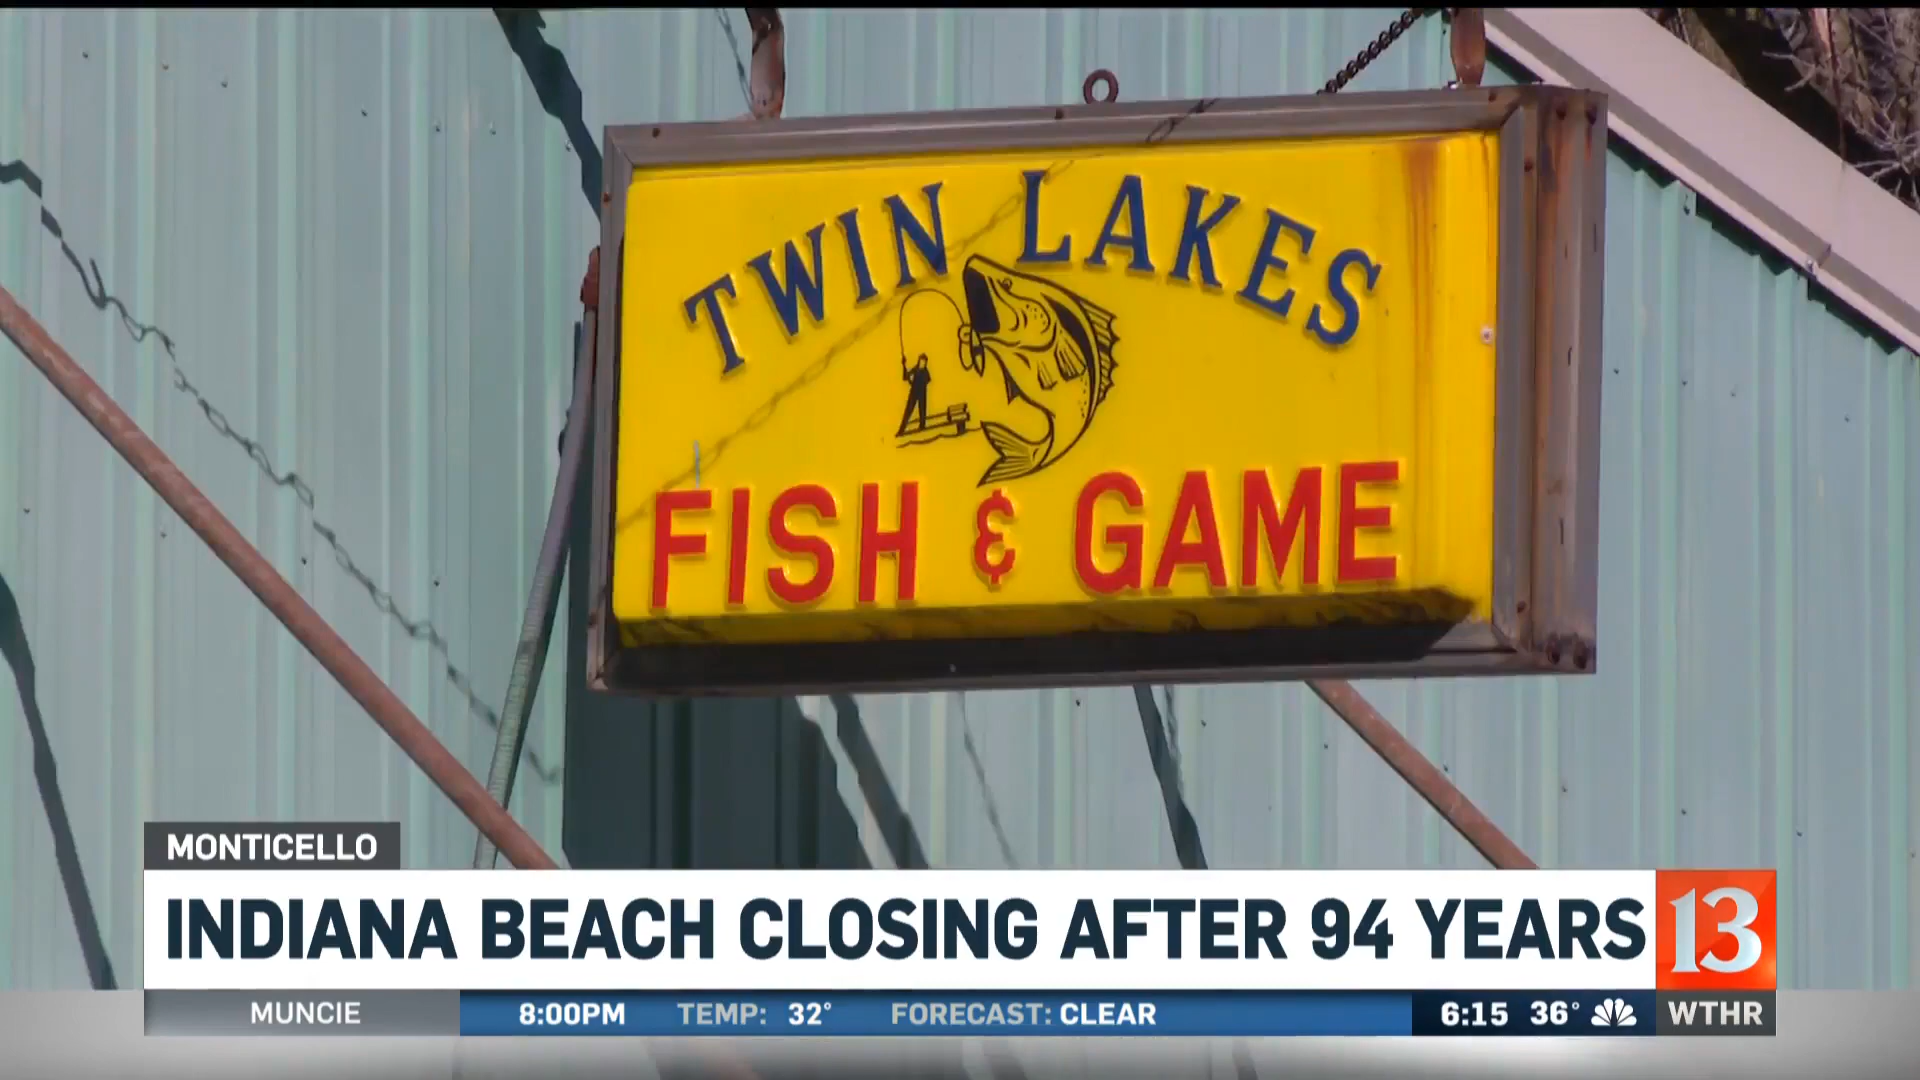 TWIN LAKES
FISH & GAME
MONTICELLO
INDIANA BEACH CLOSING AFTER 94 YEARS
13
MUNCIE 8:00PM TEMP: 32° FORECAST: CLEAR 6:15 36° WTHR